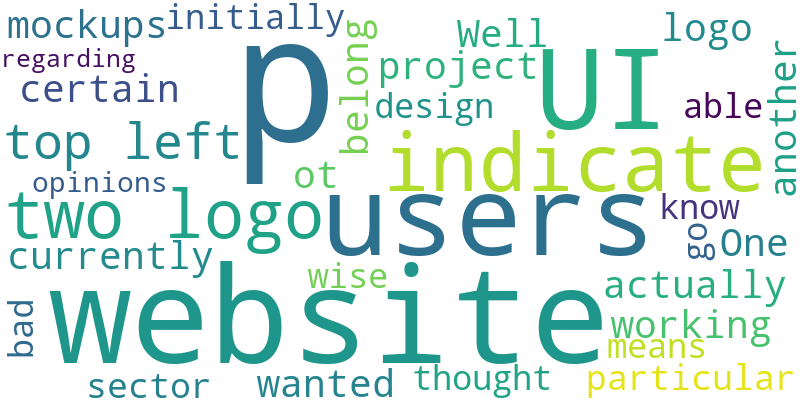 mockups
initially
regarding
certain
p
belong
Well
project
design
UI
logo
able
another
top left
opinions
ot
indicate
two logo
users
know
go
One
currently
wise
website
actually
working
means
bad
sector
wanted
thought
particular